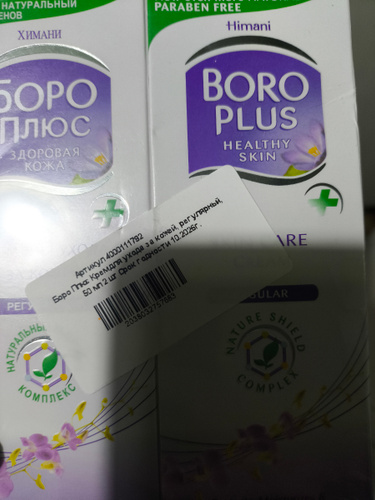 НАТУРАЛЬНЫЙ
ХИМАНИ
БОРО
ПЛЮС
ЗДОРОВАЯ
КОЖА
PARABEN FREE
Himani
BORO
PLUS
HEALTHY
SKIN
ARE
Артикул 4000111782
Боро Плюс Крем для ухода за кожей, регулярный,
50 мл 2 шт. Срок годности 10.2026г.
НАТУРАЛЬНЫЙ
КОМПЛЕКС
NATURE SHIELD
COMPLEX